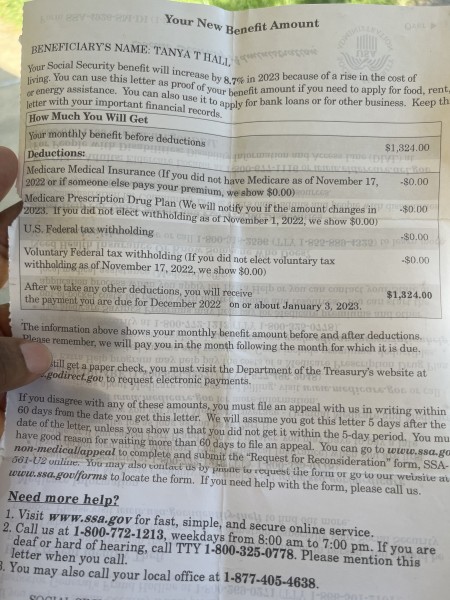 Your New Benefit Amount
BENEFICIARY'S NAME: TANYA T HALL
Your Social Security benefit will increase by 8.7% in 2023 because of a rise in the cost of
living. You can use this letter as proof of your benefit amount if you need to apply for food, rent,
or energy assistance. You can also use it to apply for bank loans or for other business. Keep th
letter with your important financial records.
How Much You Will Get
Your monthly benefit before deductions $1,324.00
Deductions:
Medicare Medical Insurance (If you did not have Medicare as of November 17, -$0.00
2022 or if someone else pays your premium, we show $0.00)
Medicare Prescription Drug Plan (We will notify you if the amount changes in -$0.00
2023. If you did not elect withholding as of November 1, 2022, we show $0.00)
U.S. Federal tax withholding -$0.00
Voluntary Federal tax withholding (If you did not elect voluntary tax -$0.00
withholding as of November 17, 2022, we show $0.00)
After we take any other deductions, you will receive $1,324.00
the payment you are due for December 2022 on or about January 3, 2023.
The information above shows your monthly benefit amount before and after deductions.
Please remember, we will pay you in the month following the month for which it is due.
still get a paper check, you must visit the Department of the Treasury's website at
.godirect.gov to request electronic payments.
If you disagree with any of these amounts, you must file an appeal with us in writing within
60 days from the date you get this letter. We will assume you got this letter 5 days after the
date of the letter, unless you show us that you did not get it within the 5-day period. You mu
have good reason for waiting more than 60 days to file an appeal. You can go to www.ssa.go
non-medical/appeal to complete and submit the "Request for Reconsideration" form, SSA-
561-U2 online. You may also contact us by phone to request the form or go to our website at
www.ssa.gov/forms to locate the form. If you need help with the form, please call us.
Need more help?
1. Visit www.ssa.gov for fast, simple, and secure online service.
2. Call us at 1-800-772-1213, weekdays from 8:00 am to 7:00 pm. If you are
deaf or hard of hearing, call TTY 1-800-325-0778. Please mention this
letter when you call.
3. You may also call your local office at 1-877-405-4638.